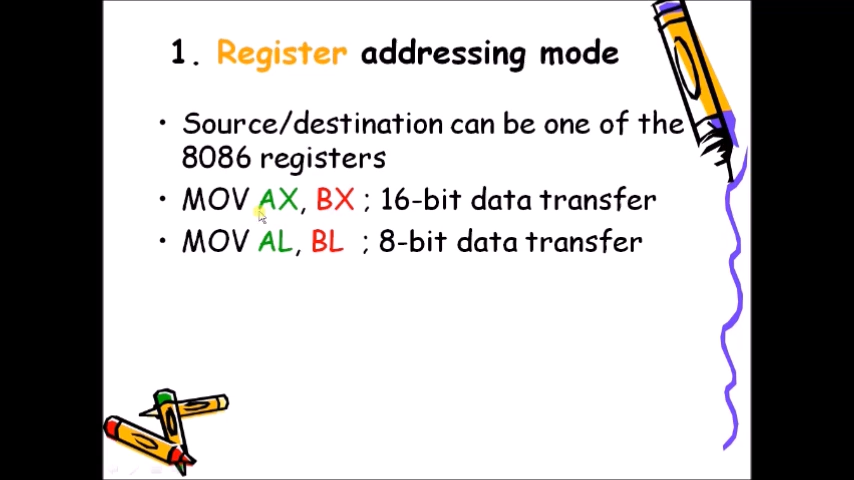 1. Register addressing mode
• Source/destination can be one of the
8086 registers
• MOV AX, BX ; 16-bit data transfer
• MOV AL, BL ; 8-bit data transfer